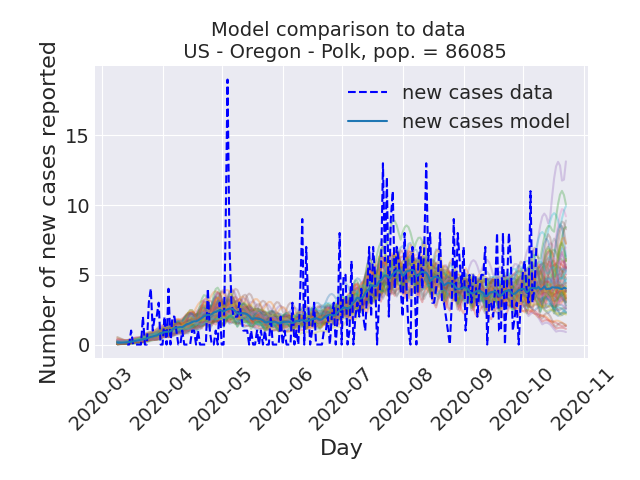 Model comparison to data
US - Oregon - Polk, pop. = 86085
new cases data
new cases model
Number of new cases reported
15
10
5
0
2020-03
2020-04
2020-05
2020-06
2020-07
2020-08
2020-09
2020-10
2020-11
Day